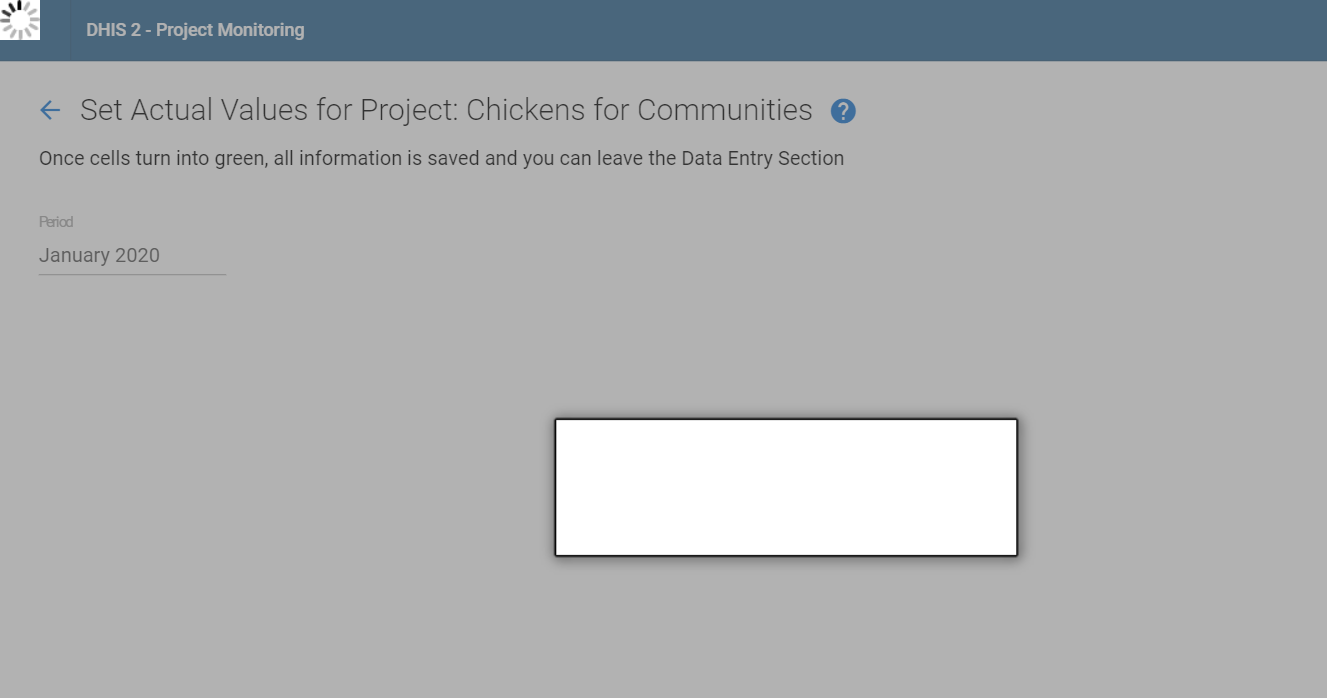 DHIS 2 - Project Monitoring
Set Actual Values for Project: Chickens for Communities ?
Once cells turn into green, all information is saved and you can leave the Data Entry Section
Period
January 2020